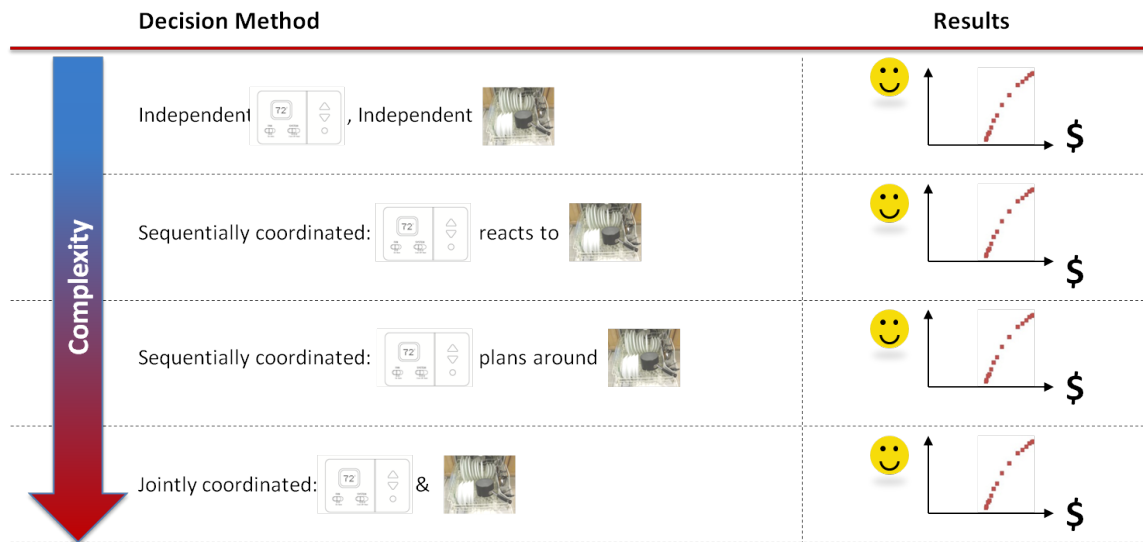 Decision Method
Results
Complexity
Independent 72 , Independent
$
Sequentially coordinated: 72 reacts to
$
Sequentially coordinated: 72 plans around
$
Jointly coordinated: 72 &
$